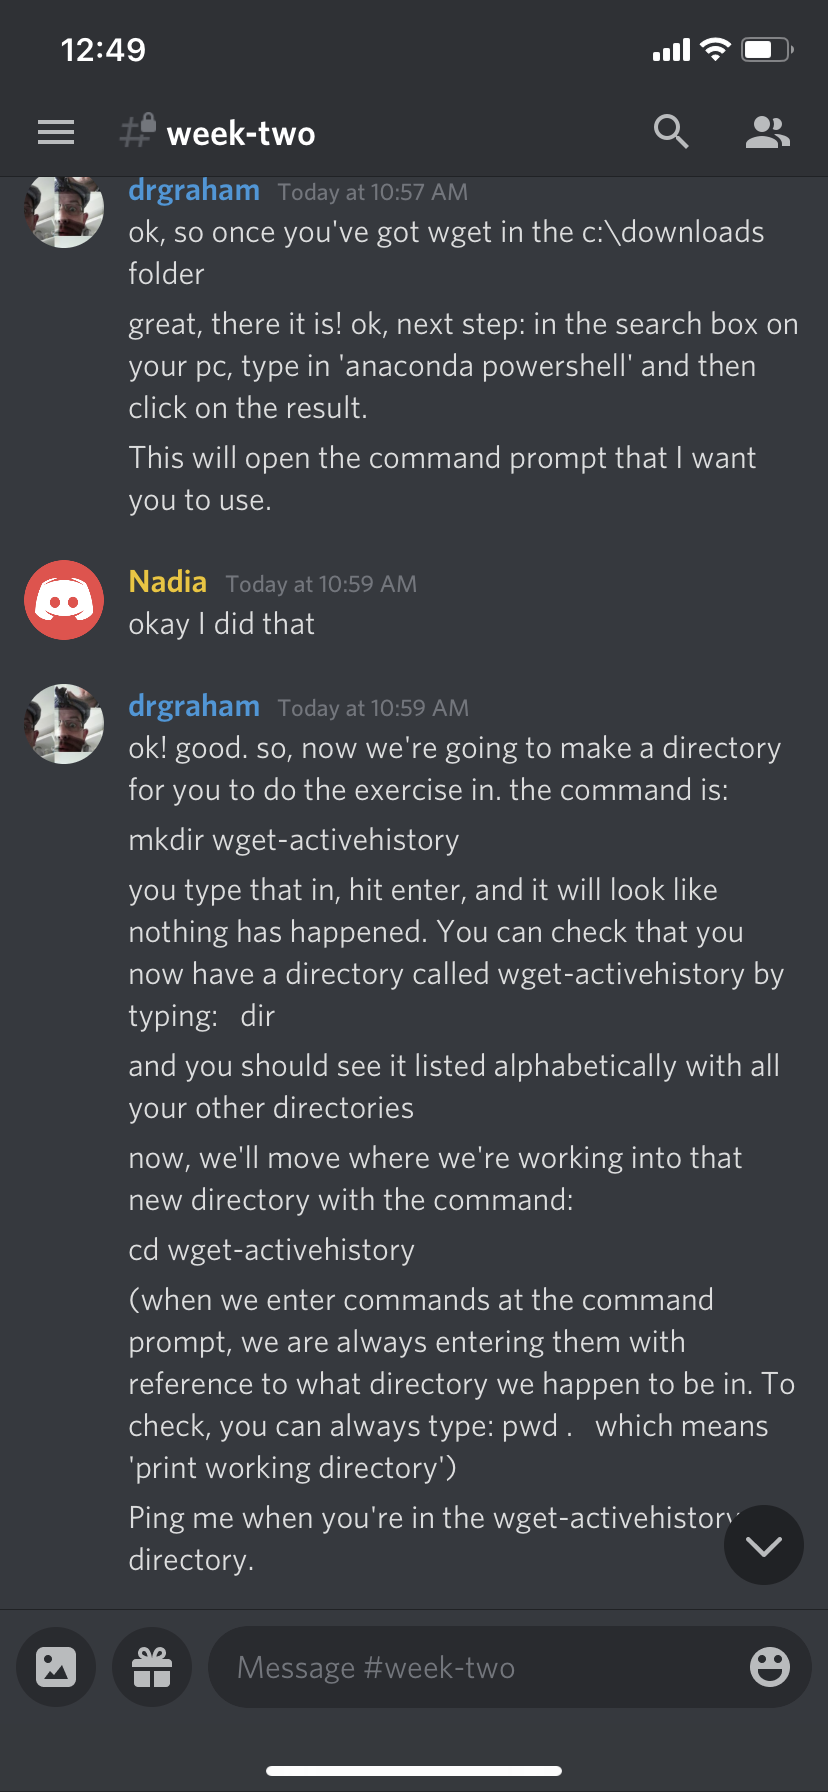 12:49
week-two
drgraham Today at 10:57 AM
ok, so once you've got wget in the c:\downloads
folder
great, there it is! ok, next step: in the search box on
your pc, type in 'anaconda powershell' and then
click on the result.
This will open the command prompt that I want
you to use.
Nadia Today at 10:59 AM
okay I did that
drgraham Today at 10:59 AM
ok! good. so, now we're going to make a directory
for you to do the exercise in. the command is:
mkdir wget-activehistory
you type that in, hit enter, and it will look like
nothing has happened. You can check that you
now have a directory called wget-activehistory by
typing:   dir
and you should see it listed alphabetically with all
your other directories
now, we'll move where we're working into that
new directory with the command:
cd wget-activehistory
(when we enter commands at the command
prompt, we are always entering them with
reference to what directory we happen to be in. To
check, you can always type: pwd .   which means
'print working directory')
Ping me when you're in the wget-activehistory
directory.
Message #week-two